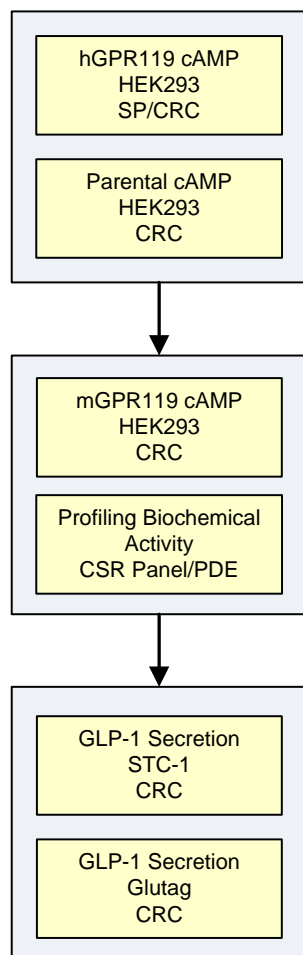 hGPR119 cAMP
HEK293
SP/CRC
Parental cAMP
HEK293
CRC
mGPR119 cAMP
HEK293
CRC
Profiling Biochemical
Activity
CSR Panel/PDE
GLP-1 Secretion
STC-1
CRC
GLP-1 Secretion
Glutag
CRC